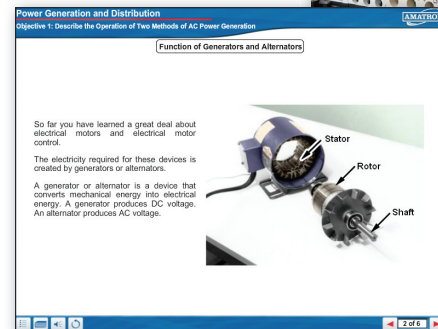 Power Generation and Distribution
AMATROL
Objective 1: Describe the Operation of Two Methods of AC Power Generation
Function of Generators and Alternators
So far you have learned a great deal about
electrical motors and electrical motor
control.
The electricity required for these devices is
created by generators or alternators.
A generator or alternator is a device that
converts mechanical energy into electrical
energy. A generator produces DC voltage.
An alternator produces AC voltage.
Stator
Rotor
Shaft
2 of 6